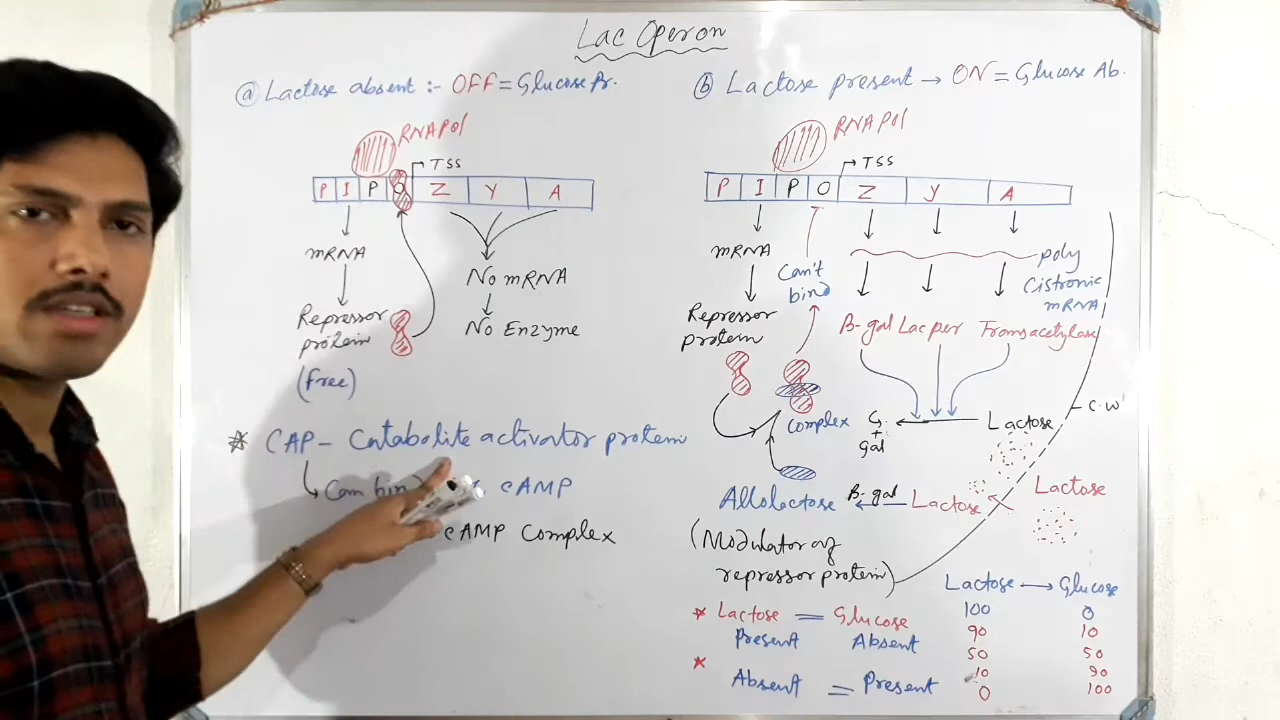 Lac Operon
(a) Lactose absent :- OFF = Glucose Pr.
RNA Pol
TSS
P I P O Z Y A
mRNA
Repressor
protein
(free)
No mRNA
No Enzyme
* CAP - Catabolite activator protein
Can bind
cAMP
cAMP Complex
(b) Lactose present → ON = Glucose Ab.
RNA Pol
TSS
P I P O Z Y A
mRNA
Can't
bind
poly
Cistronic
mRNA
Repressor
protein
B-gal Lac per Transacetylase
complex
G
+
gal
Lactose
C.W
Allolactose
B-gal
Lactose
Lactose
(Modulator of
repressor protein)
* Lactose = Glucose
Present Absent
* Absent = Present
Lactose → Glucose
100 0
90 10
50 50
10 90
0 100